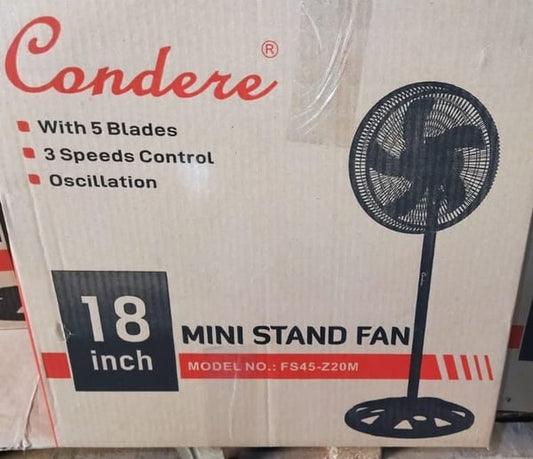 Condere ®
With 5 Blades
3 Speeds Control
Oscillation
18
inch
MINI STAND FAN
MODEL NO.: FS45-Z20M